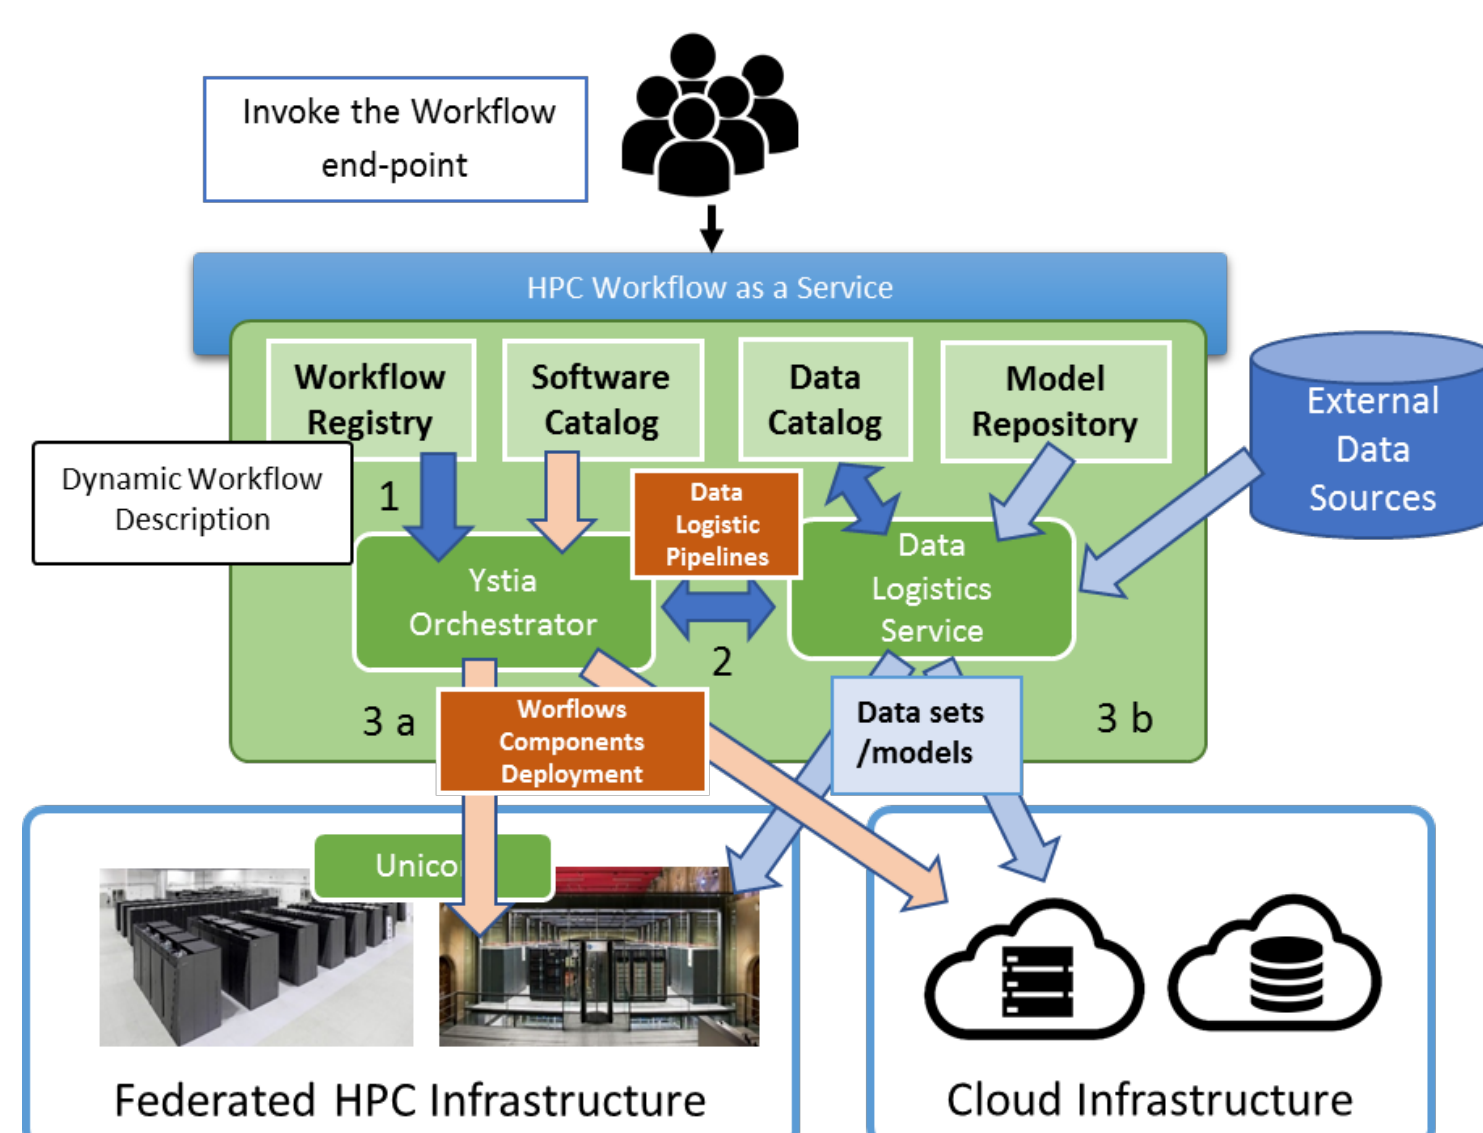 Invoke the Workflow
end-point
HPC Workflow as a Service
Workflow
Registry
Software
Catalog
Data
Catalog
Model
Repository
External
Data
Sources
Dynamic Workflow
Description
1
Data
Logistic
Pipelines
Ystia
Orchestrator
Data
Logistics
Service
2
3 a
Worflows
Components
Deployment
Data sets
/models
3 b
Unico
Federated HPC Infrastructure
Cloud Infrastructure